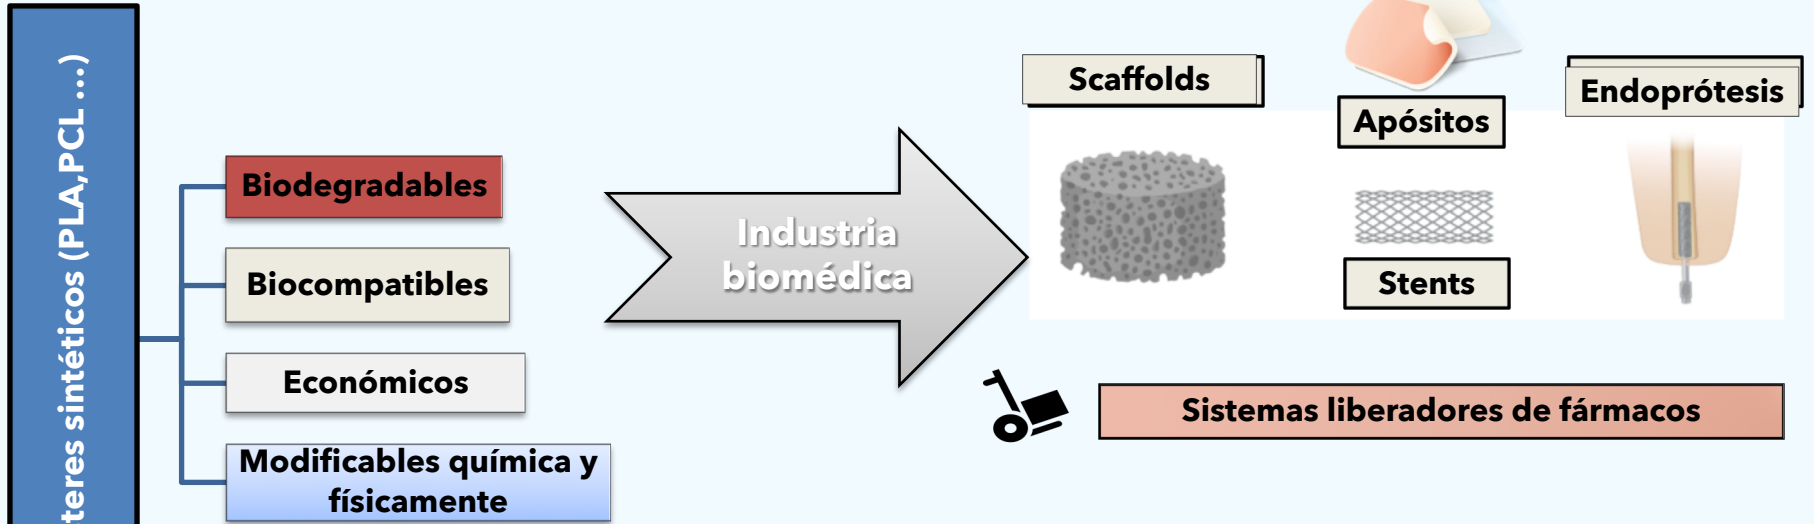 teres sintéticos (PLA,PCL ...)
Biodegradables
Biocompatibles
Económicos
Modificables química y
físicamente
Industria
biomédica
Scaffolds
Apósitos
Endoprótesis
Stents
Sistemas liberadores de fármacos